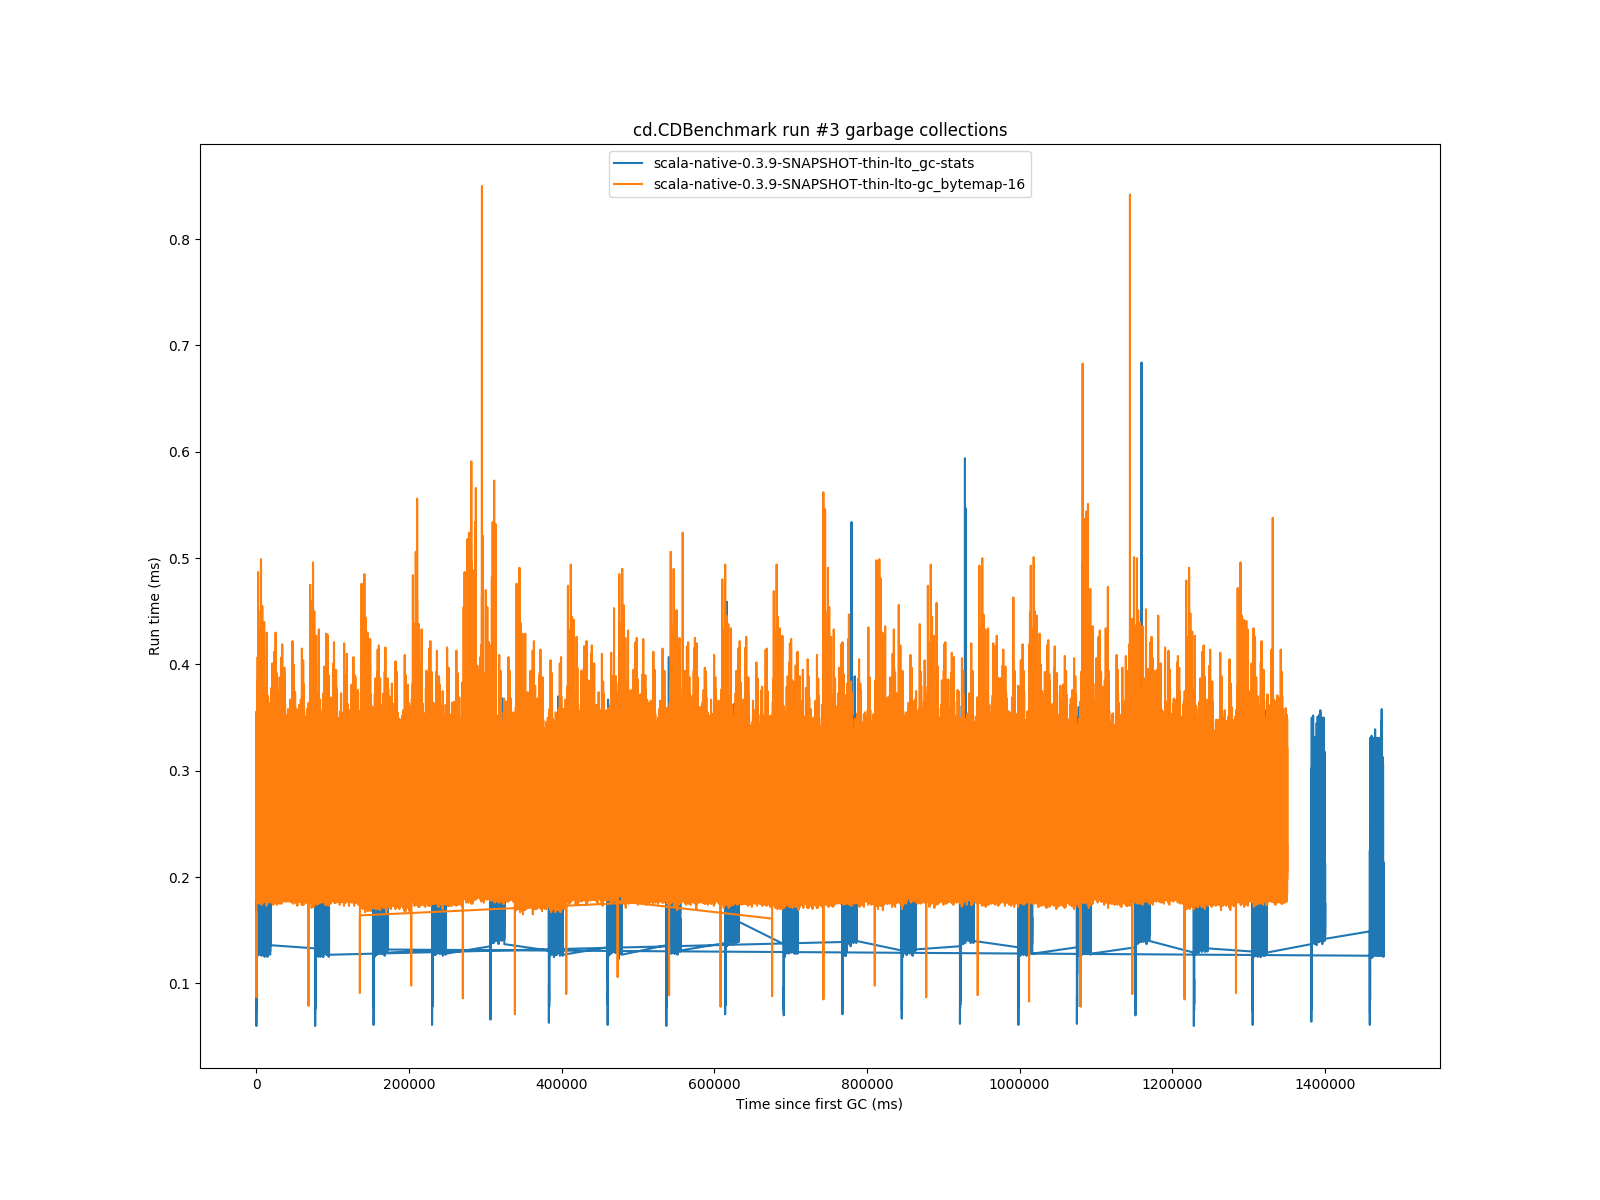 cd.CDBenchmark run #3 garbage collections
scala-native-0.3.9-SNAPSHOT-thin-lto_gc-stats
scala-native-0.3.9-SNAPSHOT-thin-lto-gc_bytemap-16
0.8
0.7
0.6
0.5
0.4
0.3
0.2
0.1
Run time (ms)
0 200000 400000 600000 800000 1000000 1200000 1400000
Time since first GC (ms)